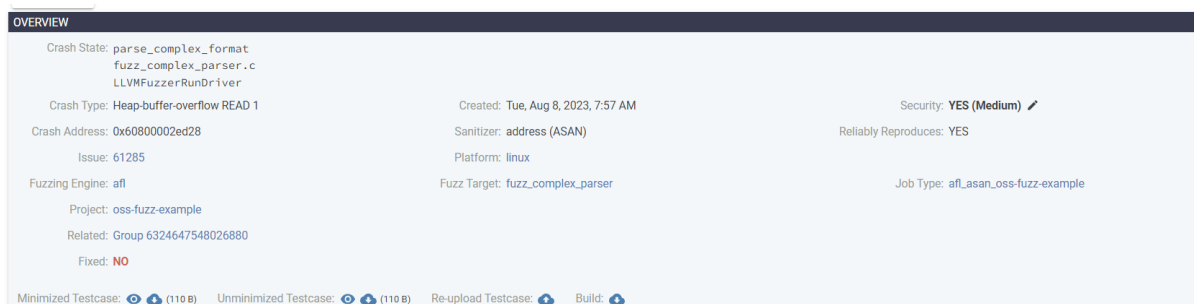 OVERVIEW
Crash State: parse_complex_format
fuzz_complex_parser.c
LLVMFuzzerRunDriver
Crash Type: Heap-buffer-overflow READ 1 Created: Tue, Aug 8, 2023, 7:57 AM Security: YES (Medium)
Crash Address: 0x60800002ed28 Sanitizer: address (ASAN) Reliably Reproduces: YES
Issue: 61285 Platform: linux
Fuzzing Engine: afl Fuzz Target: fuzz_complex_parser Job Type: afl_asan_oss-fuzz-example
Project: oss-fuzz-example
Related: Group 6324647548026880
Fixed: NO
Minimized Testcase: (110 B) Unminimized Testcase: (110 B) Re-upload Testcase: Build: